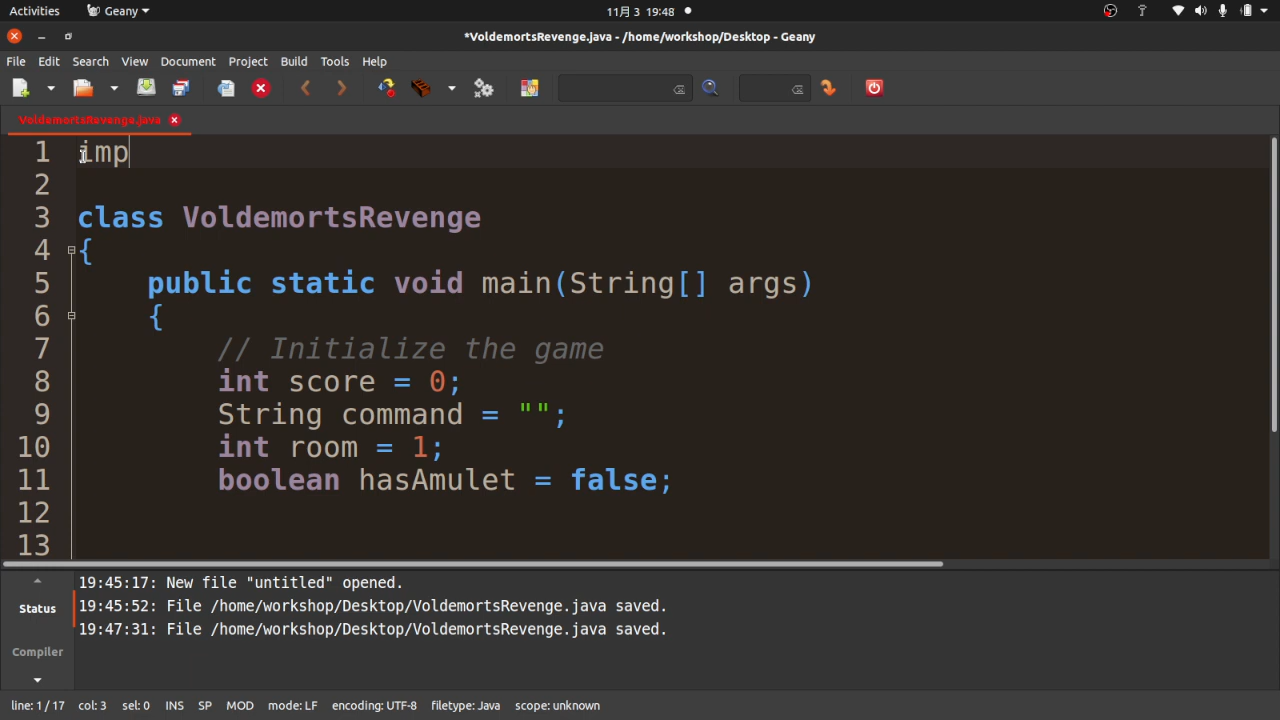 Activities Geany 11月 3 19:48
*VoldemortsRevenge.java - /home/workshop/Desktop - Geany
File Edit Search View Document Project Build Tools Help
VoldemortsRevenge.java
1 imp
2
3 class VoldemortsRevenge
4 {
5 public static void main(String[] args)
6 {
7 // Initialize the game
8 int score = 0;
9 String command = "";
10 int room = 1;
11 boolean hasAmulet = false;
12
13
Status
Compiler
19:45:17: New file "untitled" opened.
19:45:52: File /home/workshop/Desktop/VoldemortsRevenge.java saved.
19:47:31: File /home/workshop/Desktop/VoldemortsRevenge.java saved.
line: 1 / 17 col: 3 sel: 0 INS SP MOD mode: LF encoding: UTF-8 filetype: Java scope: unknown